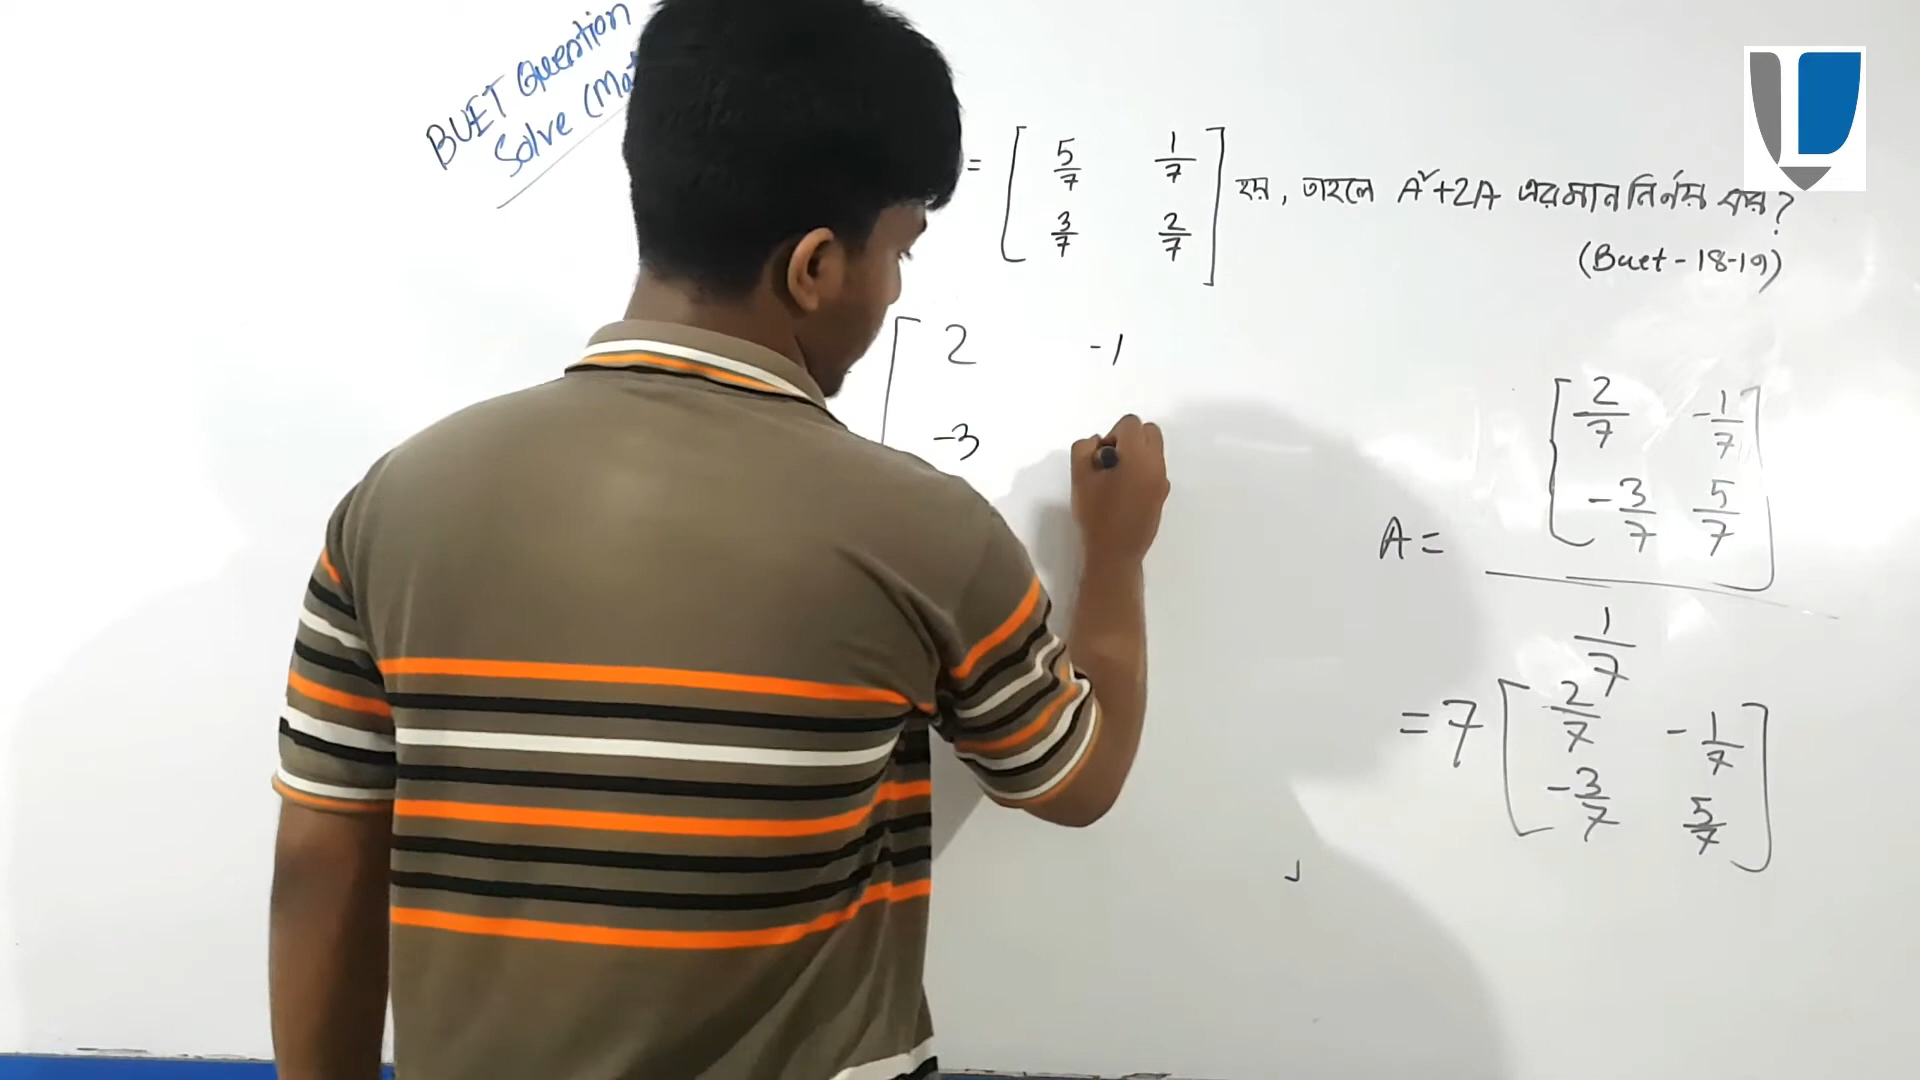 BUET Question
Solve (Mat
= [ 5/7 1/7
3/7 2/7 ] হয়, তাহলে A²+2A এর মান নির্ণয় কর?
(Buet - 18-19)
[ 2 -1
-3
A = [ 2/7 -1/7
-3/7 5/7 ]
1/7
= 7 [ 2/7 -1/7
-3/7 5/7 ]